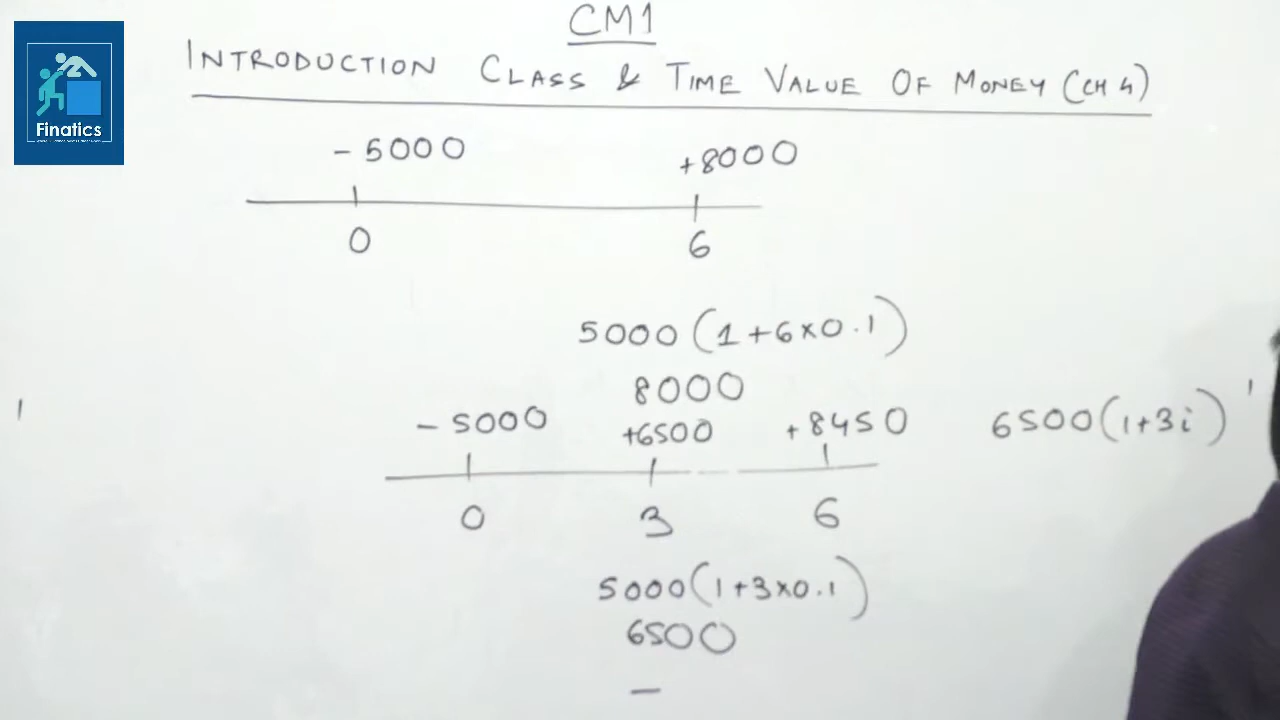 CM1
INTRODUCTION CLASS & TIME VALUE OF MONEY (CH 4)
Finatics
- 5000 +8000
0 6
5000 (1+6×0.1)
8000
- 5000 +6500 +8450 6500(1+3i)
0 3 6
5000(1+3×0.1)
6500